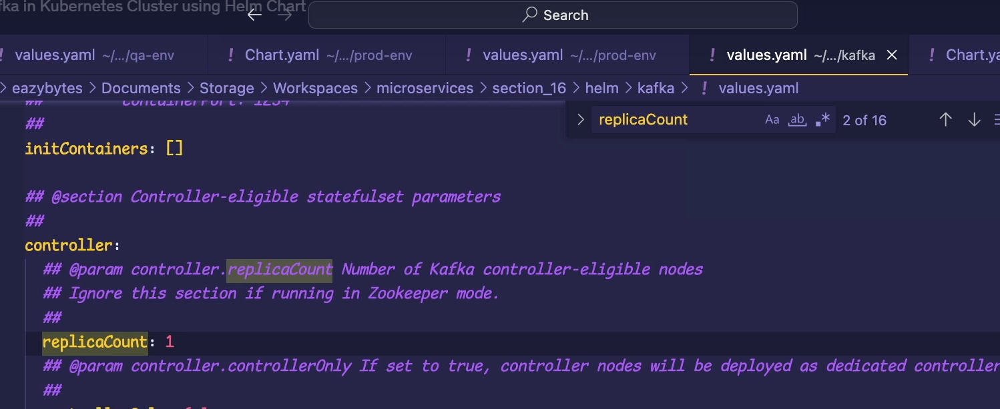 fka in Kubernetes Cluster using Helm Chart
Search
! values.yaml ~/.../qa-env ! Chart.yaml ~/.../prod-env ! values.yaml ~/.../prod-env ! values.yaml ~/.../kafka ! Chart.ya
> eazybytes > Documents > Storage > Workspaces > microservices > section_16 > helm > kafka > ! values.yaml
## containerPort: 1234
replicaCount Aa ab .* 2 of 16
##
initContainers: []
## @section Controller-eligible statefulset parameters
##
controller:
## @param controller.replicaCount Number of Kafka controller-eligible nodes
## Ignore this section if running in Zookeeper mode.
##
replicaCount: 1
## @param controller.controllerOnly If set to true, controller nodes will be deployed as dedicated controller
##